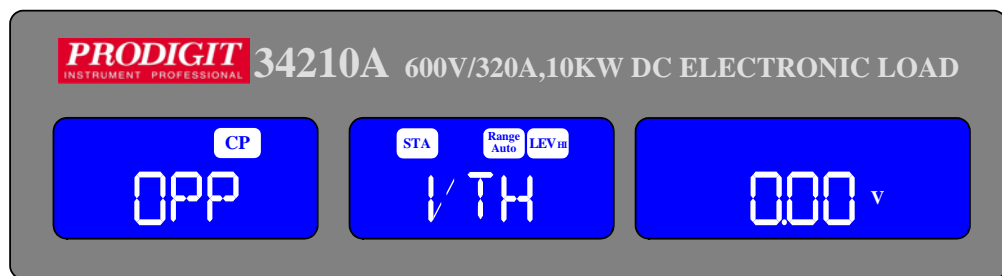 PRODIGIT
INSTRUMENT PROFESSIONAL
34210A 600V/320A,10KW DC ELECTRONIC LOAD
CP
OPP
STA Range Auto LEV HI
VTH
0.00 V